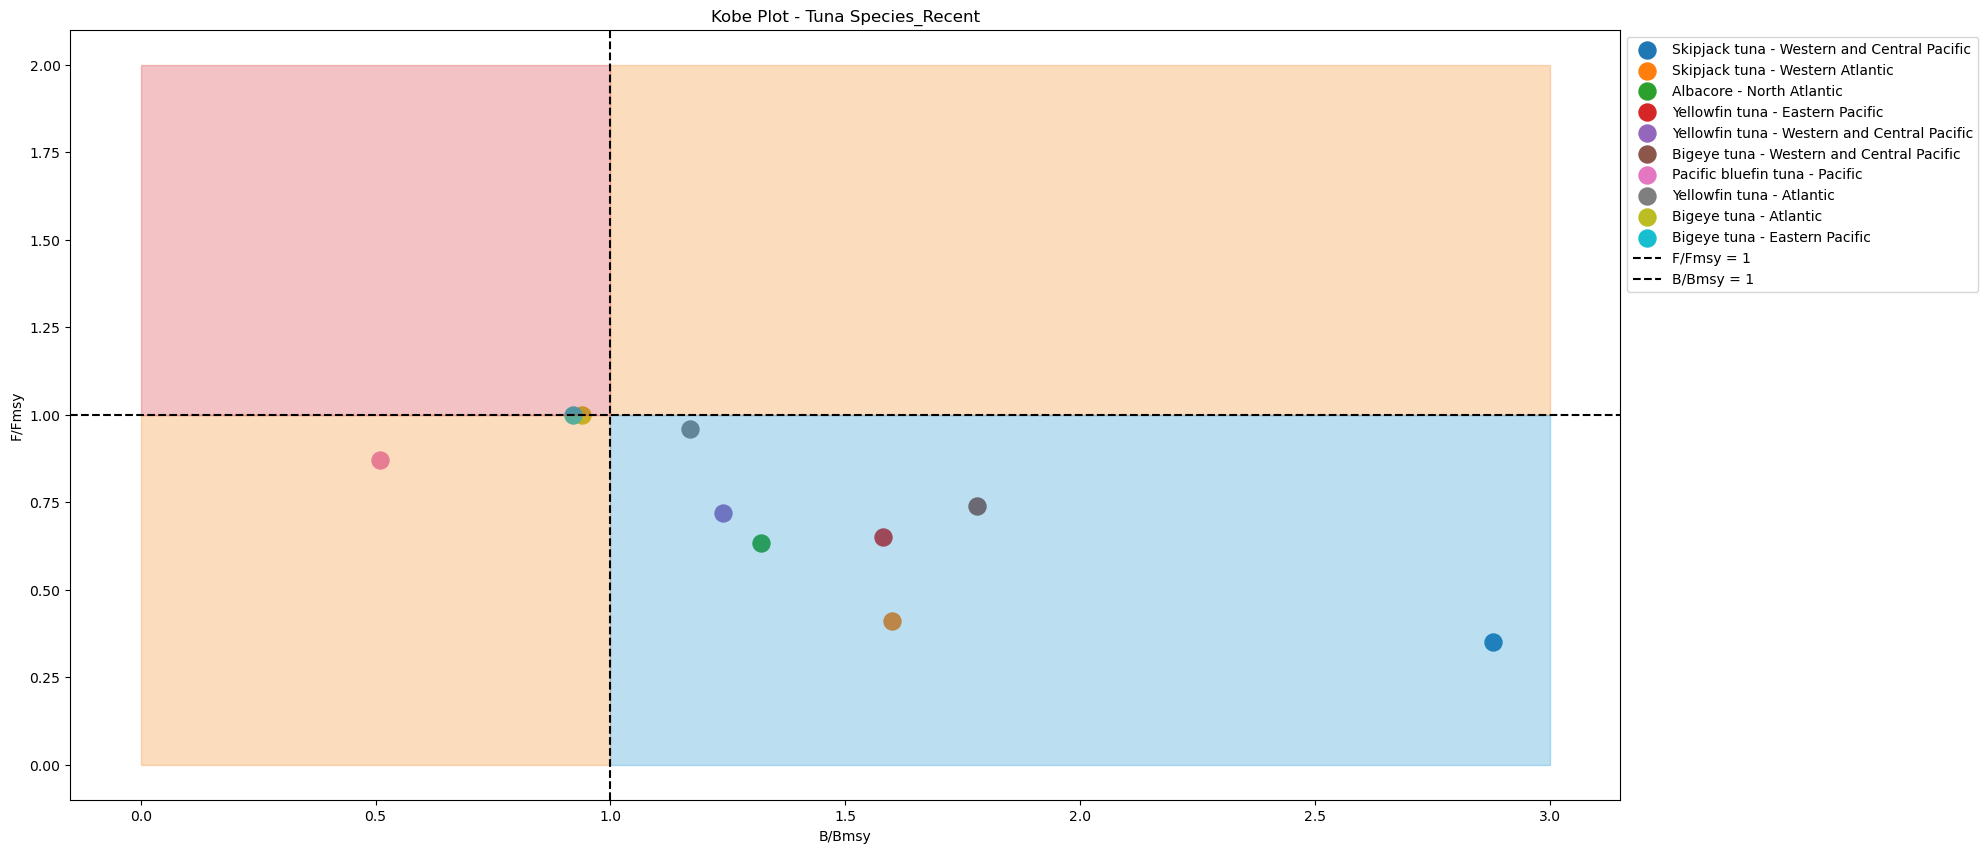 Kobe Plot - Tuna Species_Recent
Skipjack tuna - Western and Central Pacific
Skipjack tuna - Western Atlantic
Albacore - North Atlantic
Yellowfin tuna - Eastern Pacific
Yellowfin tuna - Western and Central Pacific
Bigeye tuna - Western and Central Pacific
Pacific bluefin tuna - Pacific
Yellowfin tuna - Atlantic
Bigeye tuna - Atlantic
Bigeye tuna - Eastern Pacific
F/Fmsy = 1
B/Bmsy = 1
F/Fmsy
2.00
1.75
1.50
1.25
1.00
0.75
0.50
0.25
0.00
0.0 0.5 1.0 1.5 2.0 2.5 3.0
B/Bmsy